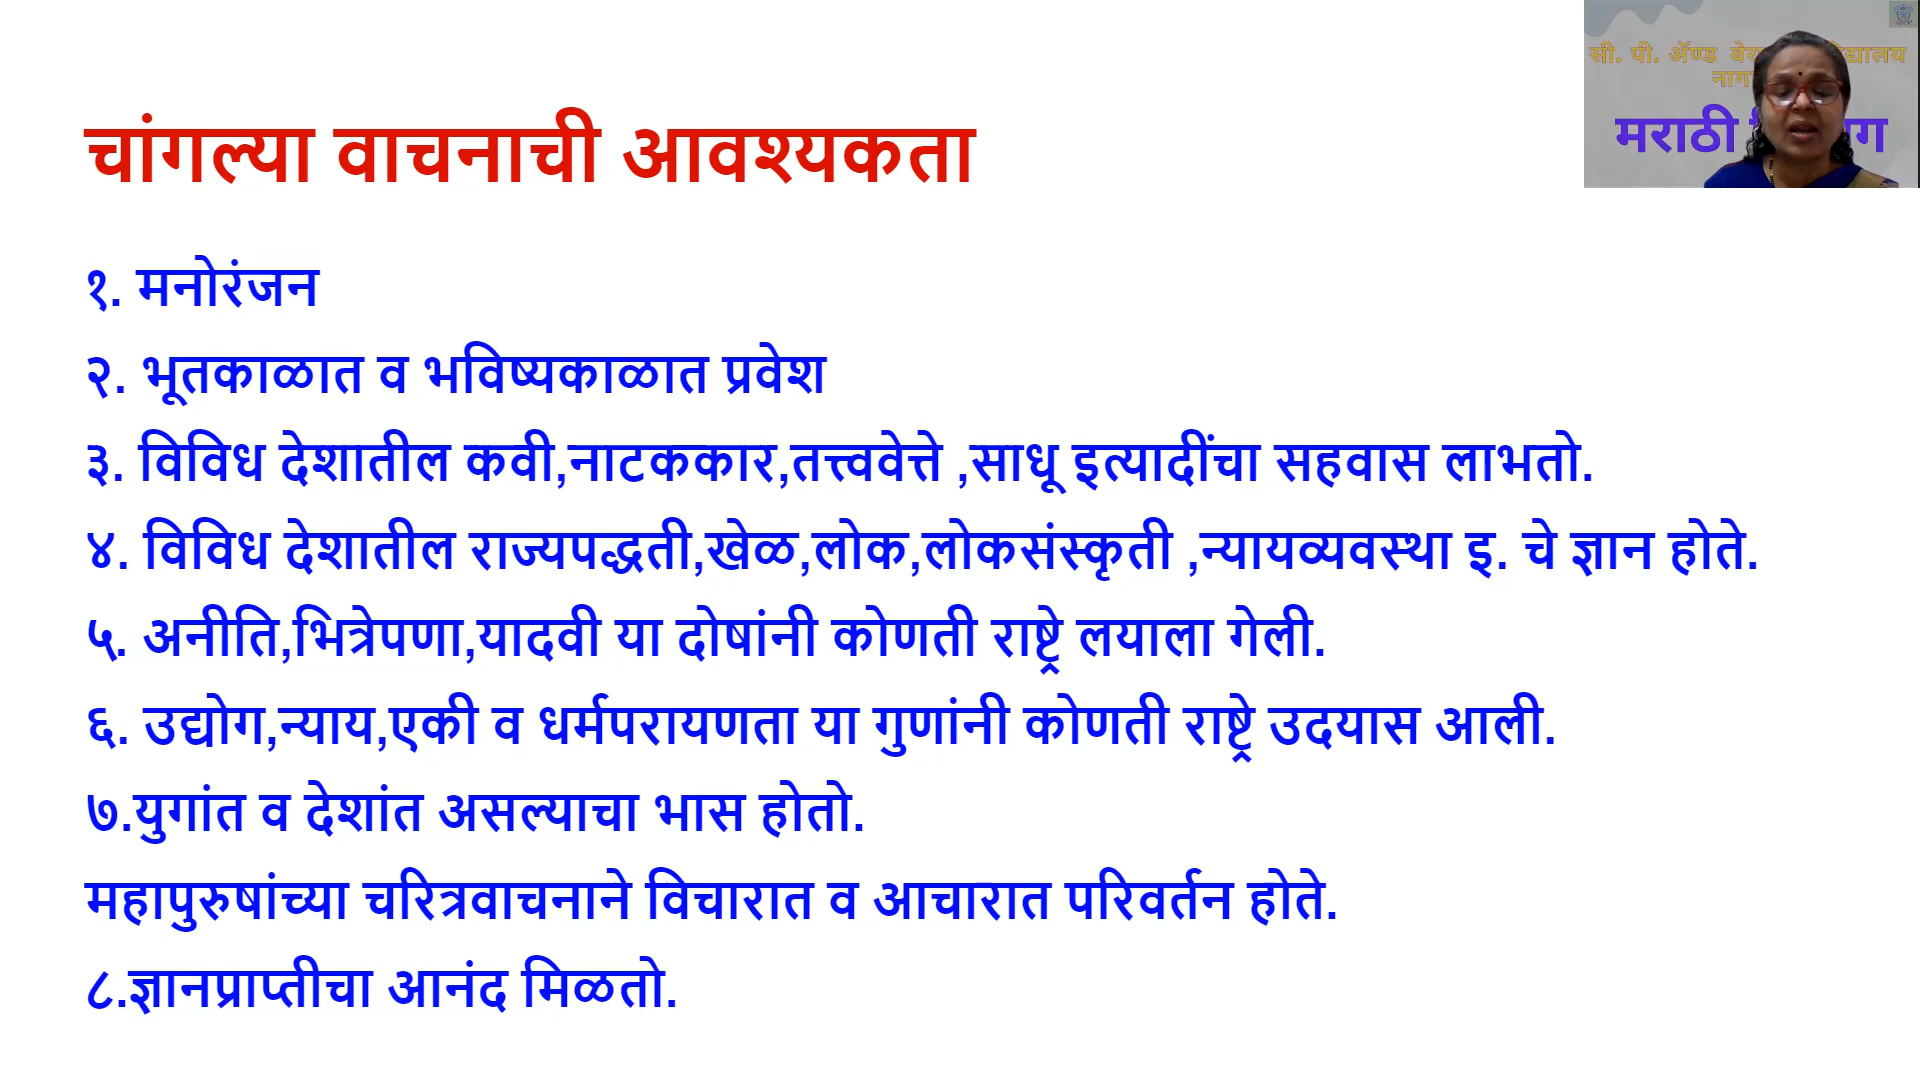 चांगल्या वाचनाची आवश्यकता
१. मनोरंजन
२. भूतकाळात व भविष्यकाळात प्रवेश
३. विविध देशातील कवी,नाटककार,तत्त्ववेत्ते ,साधू इत्यादींचा सहवास लाभतो.
४. विविध देशातील राज्यपद्धती,खेळ,लोक,लोकसंस्कृती ,न्यायव्यवस्था इ. चे ज्ञान होते.
५. अनीति,भित्रेपणा,यादवी या दोषांनी कोणती राष्ट्रे लयाला गेली.
६. उद्योग,न्याय,एकी व धर्मपरायणता या गुणांनी कोणती राष्ट्रे उदयास आली.
७.युगांत व देशांत असल्याचा भास होतो.
महापुरुषांच्या चरित्रवाचनाने विचारात व आचारात परिवर्तन होते.
८.ज्ञानप्राप्तीचा आनंद मिळतो.
सी. पी. ॲण्ड
मराठी